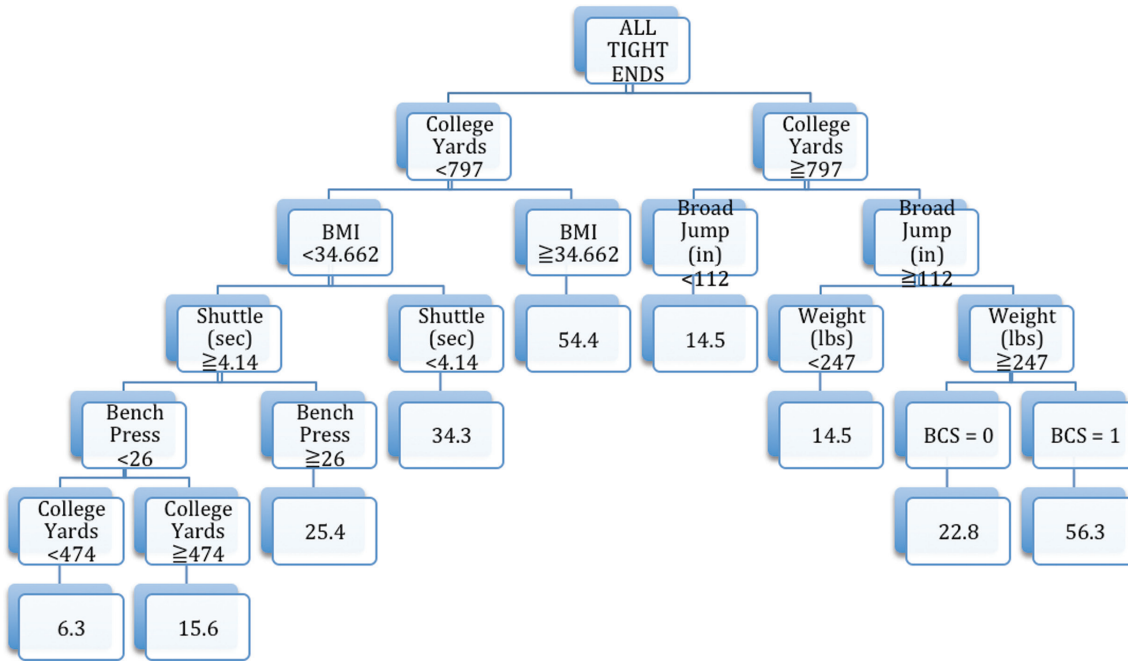 ALL
TIGHT
ENDS
College
Yards
<797
College
Yards
≧797
BMI
<34.662
BMI
≧34.662
Broad
Jump
(in)
<112
Broad
Jump
(in)
≧112
Shuttle
(sec)
≧4.14
Shuttle
(sec)
<4.14
54.4
14.5
Weight
(lbs)
<247
Weight
(lbs)
≧247
Bench
Press
<26
Bench
Press
≧26
34.3
14.5
BCS = 0
BCS = 1
College
Yards
<474
College
Yards
≧474
25.4
22.8
56.3
6.3
15.6